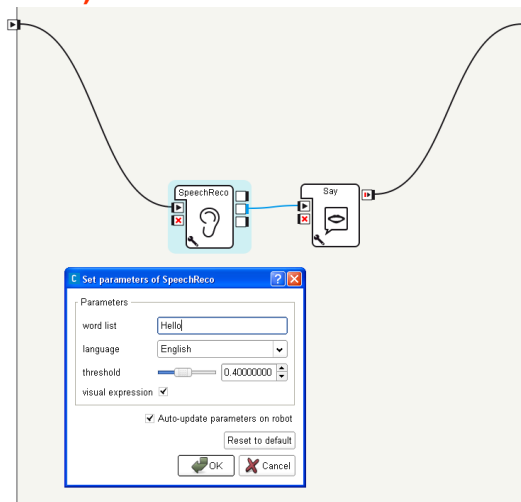 SpeechReco
Say
Set parameters of SpeechReco
Parameters
word list
Hello
language
English
threshold
0.40000000
visual expression
Auto-update parameters on robot
Reset to default
OK
Cancel